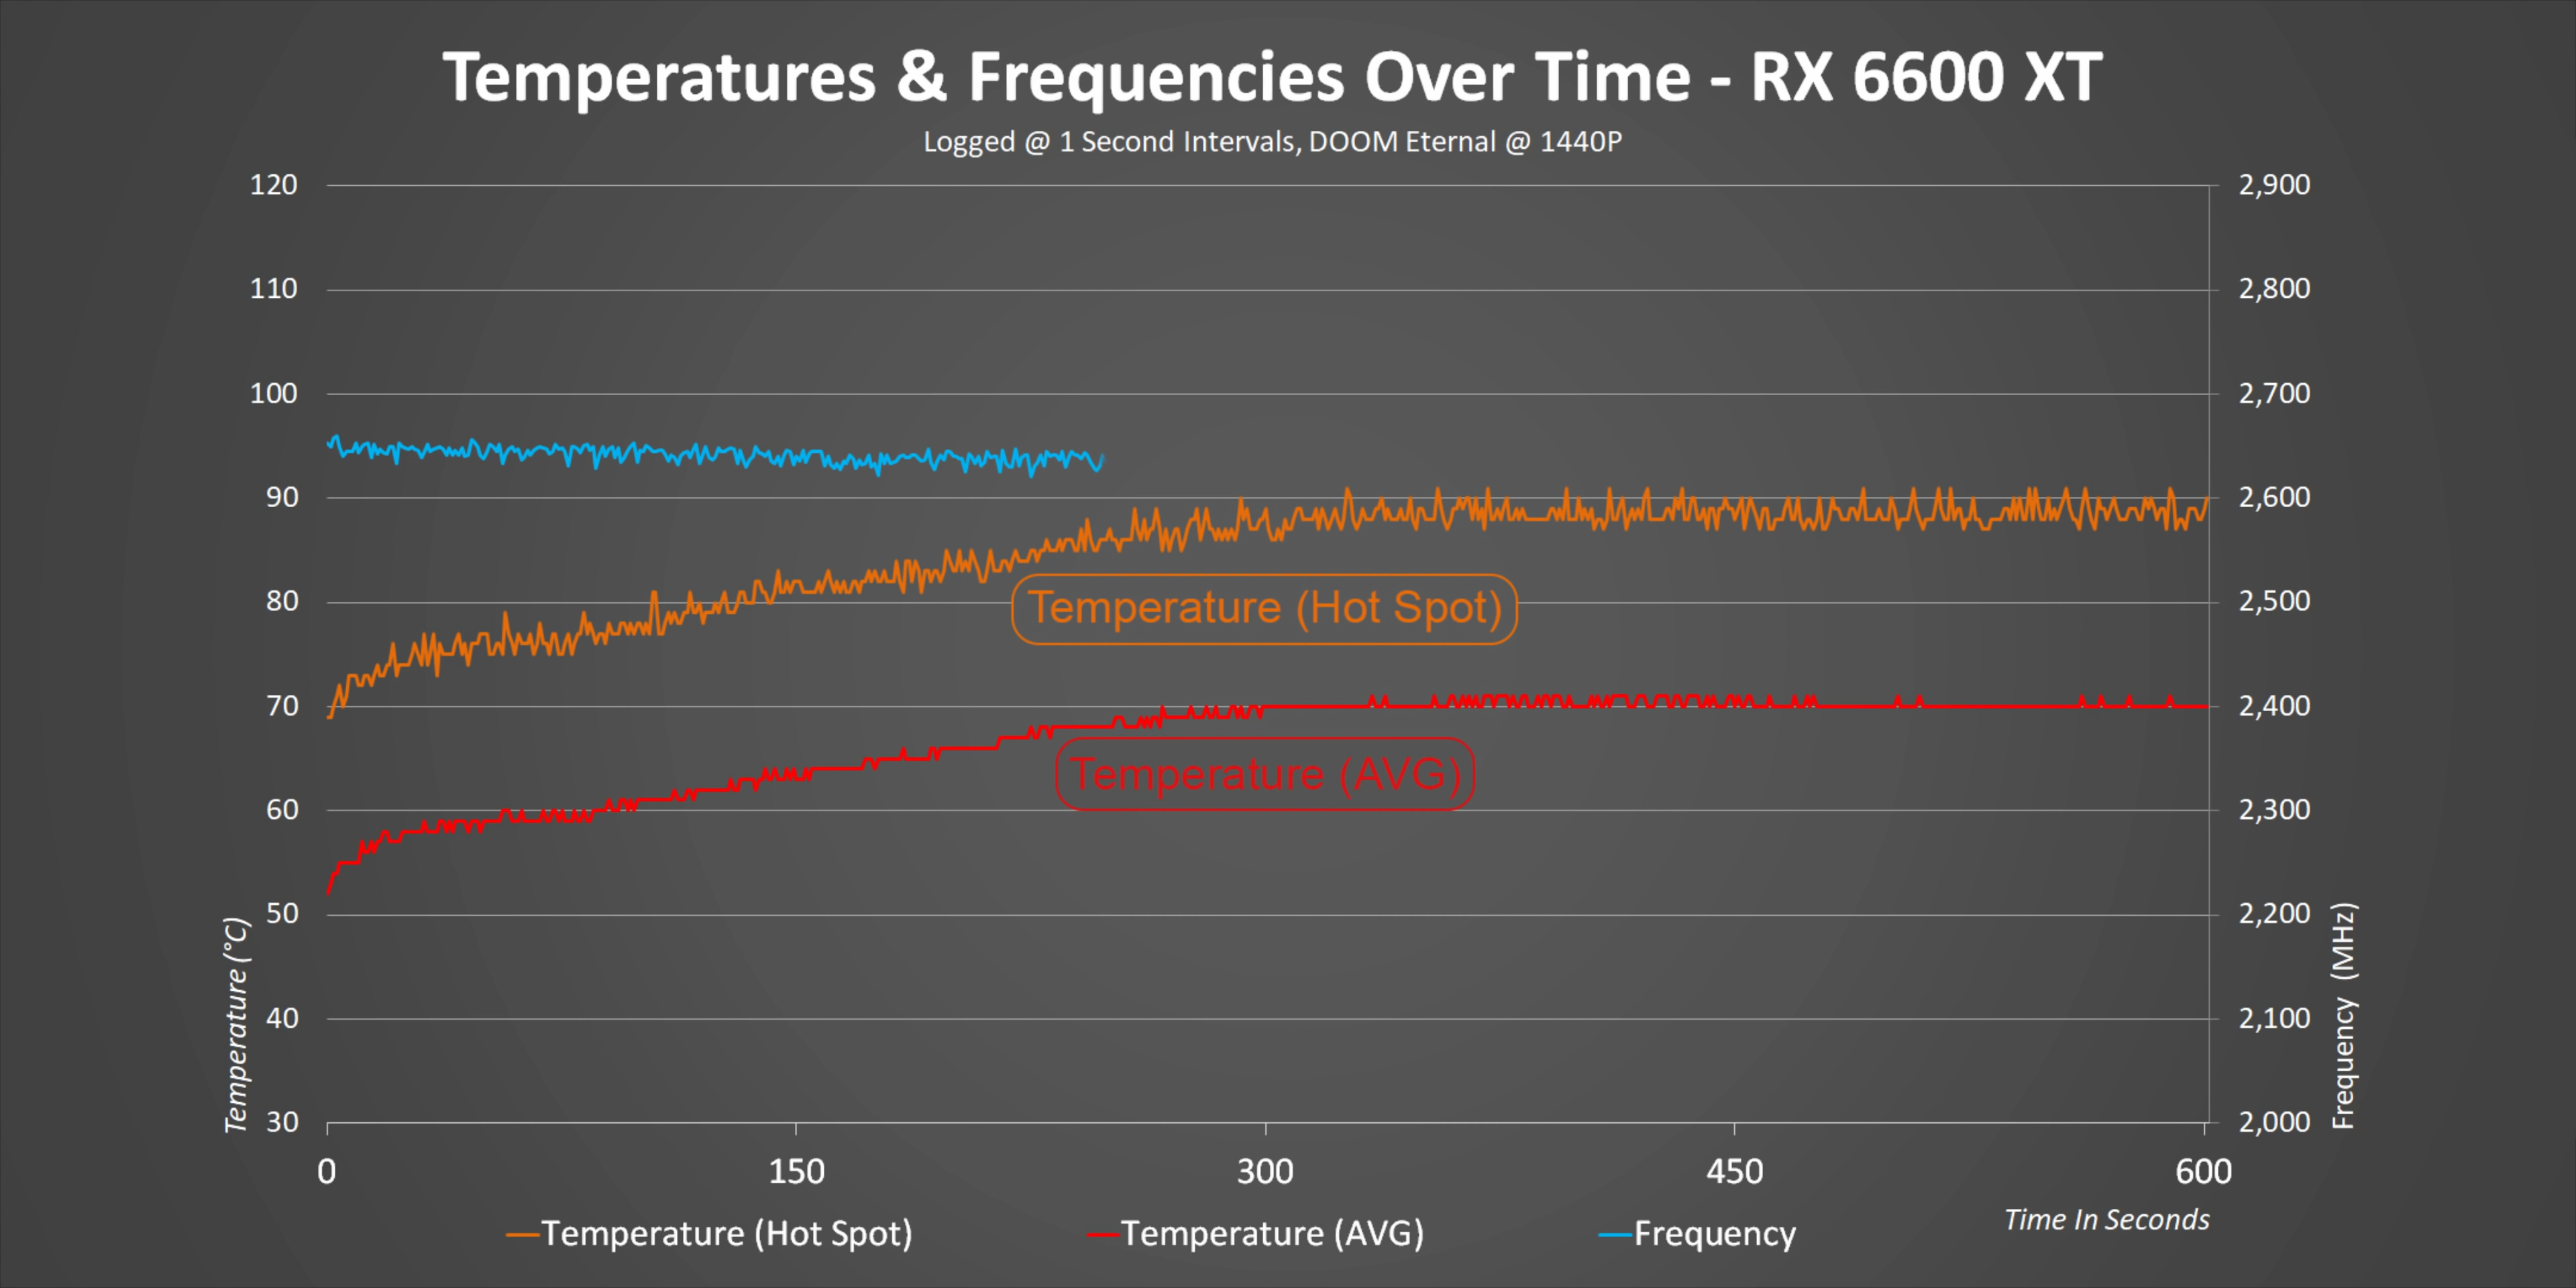 Temperatures & Frequencies Over Time - RX 6600 XT
Logged @ 1 Second Intervals, DOOM Eternal @ 1440P
120
110
100
90
80
70
60
50
40
30
Temperature (°C)
2,900
2,800
2,700
2,600
2,500
2,400
2,300
2,200
2,100
2,000
Frequency (MHz)
Temperature (Hot Spot)
Temperature (AVG)
0 150 300 450 600
Time In Seconds
Temperature (Hot Spot) Temperature (AVG) Frequency